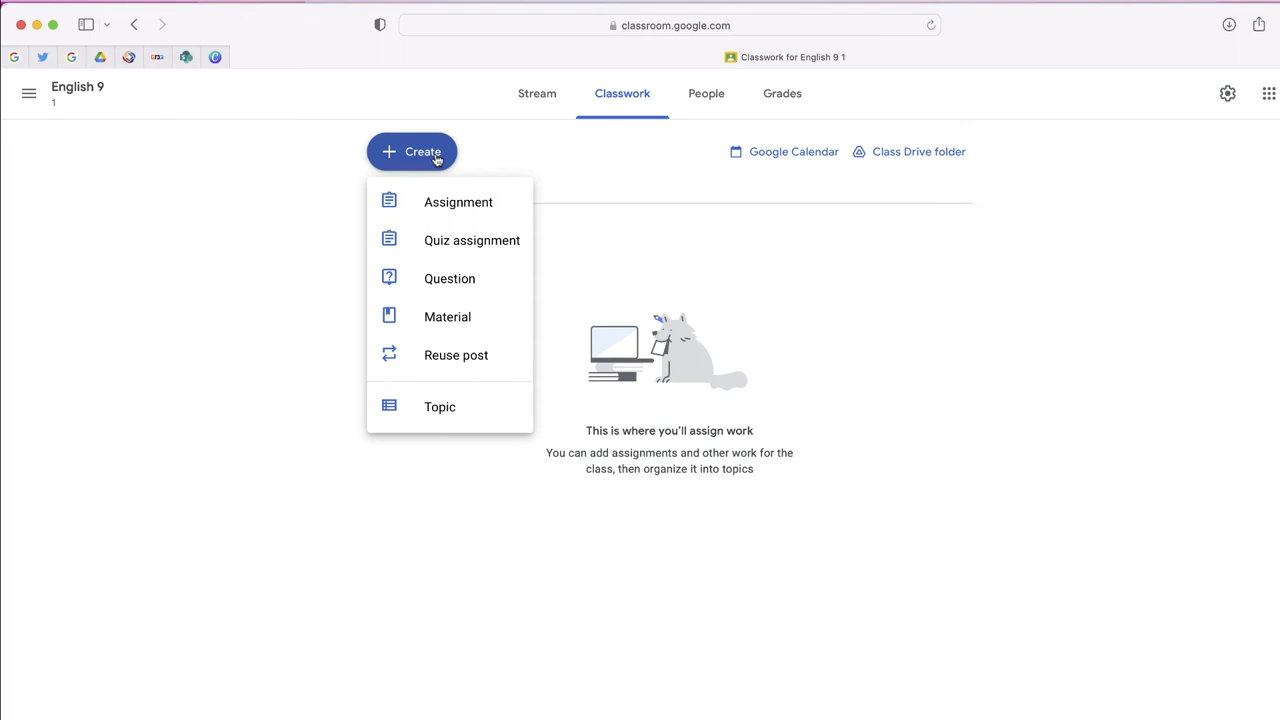 classroom.google.com
Classwork for English 9 1
English 9
1
Stream
Classwork
People
Grades
Create
Google Calendar
Class Drive folder
Assignment
Quiz assignment
Question
Material
Reuse post
Topic
This is where you'll assign work
You can add assignments and other work for the
class, then organize it into topics